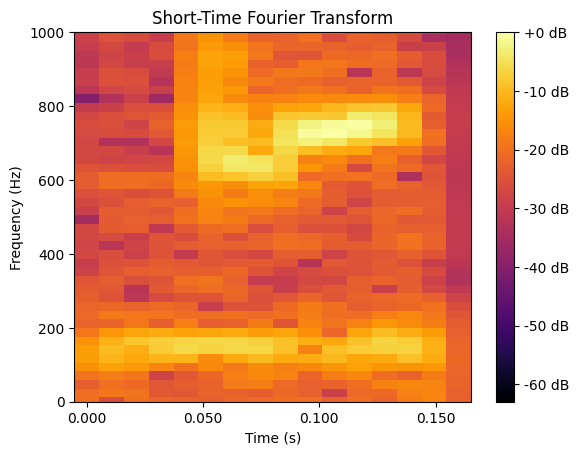 Short-Time Fourier Transform
1000
800
600
400
200
0
Frequency (Hz)
0.000
0.050
0.100
0.150
Time (s)
+0 dB
-10 dB
-20 dB
-30 dB
-40 dB
-50 dB
-60 dB